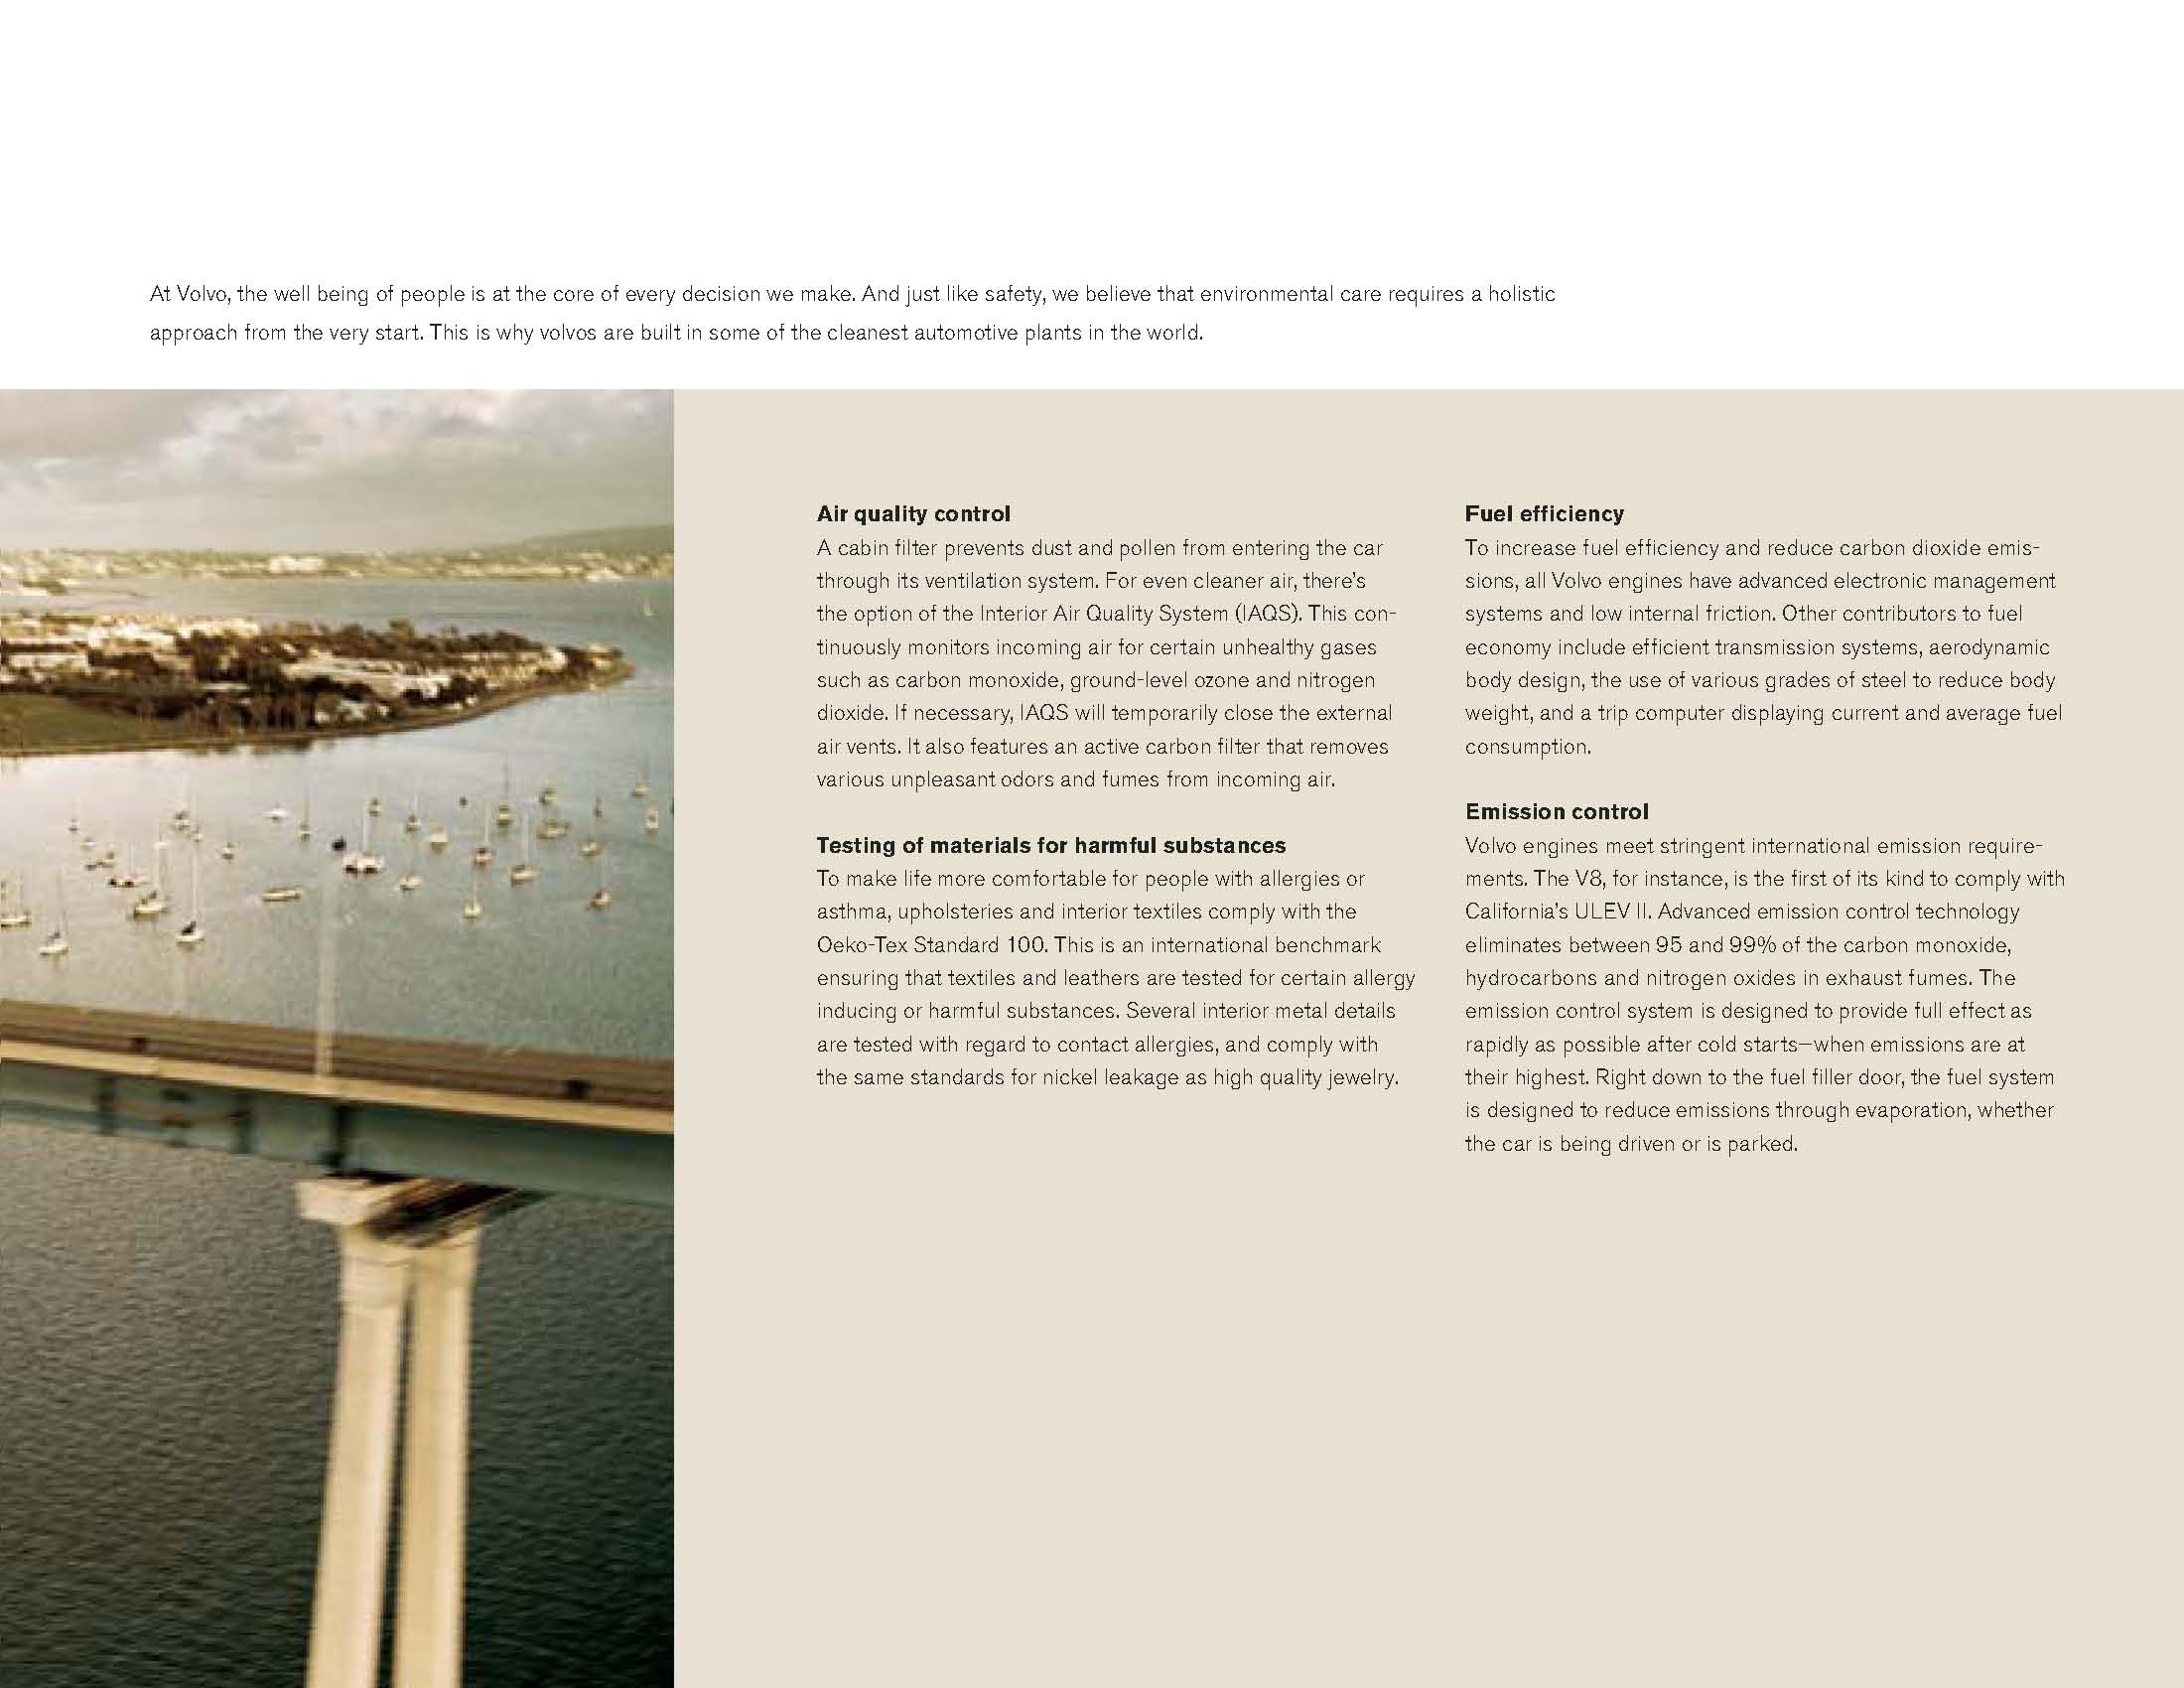 At Volvo, the well being of people is at the core of every decision we make. And just like safety, we believe that environmental care requires a holistic
approach from the very start. This is why volvos are built in some of the cleanest automotive plants in the world.
Air quality control
A cabin filter prevents dust and pollen from entering the car
through its ventilation system. For even cleaner air, there's
the option of the Interior Air Quality System (IAQS). This con-
tinuously monitors incoming air for certain unhealthy gases
such as carbon monoxide, ground-level ozone and nitrogen
dioxide. If necessary, IAQS will temporarily close the external
air vents. It also features an active carbon filter that removes
various unpleasant odors and fumes from incoming air.
Testing of materials for harmful substances
To make life more comfortable for people with allergies or
asthma, upholsteries and interior textiles comply with the
Oeko-Tex Standard 100. This is an international benchmark
ensuring that textiles and leathers are tested for certain allergy
inducing or harmful substances. Several interior metal details
are tested with regard to contact allergies, and comply with
the same standards for nickel leakage as high quality jewelry.
Fuel efficiency
To increase fuel efficiency and reduce carbon dioxide emis-
sions, all Volvo engines have advanced electronic management
systems and low internal friction. Other contributors to fuel
economy include efficient transmission systems, aerodynamic
body design, the use of various grades of steel to reduce body
weight, and a trip computer displaying current and average fuel
consumption.
Emission control
Volvo engines meet stringent international emission require-
ments. The V8, for instance, is the first of its kind to comply with
California's ULEV II. Advanced emission control technology
eliminates between 95 and 99% of the carbon monoxide,
hydrocarbons and nitrogen oxides in exhaust fumes. The
emission control system is designed to provide full effect as
rapidly as possible after cold starts—when emissions are at
their highest. Right down to the fuel filler door, the fuel system
is designed to reduce emissions through evaporation, whether
the car is being driven or is parked.